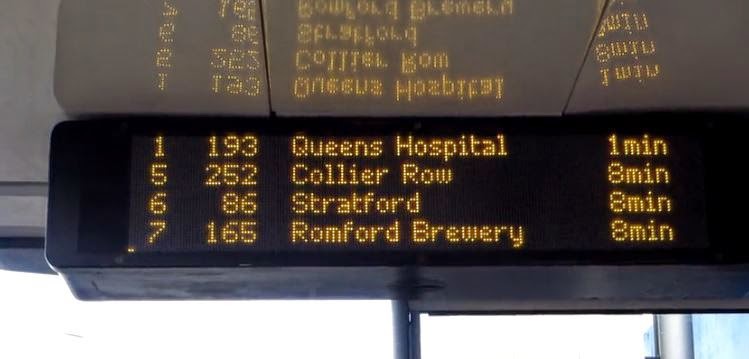 1 193 Queens Hospital 1min
5 252 Collier Row 8min
6 86 Stratford 8min
7 165 Romford Brewery 8min